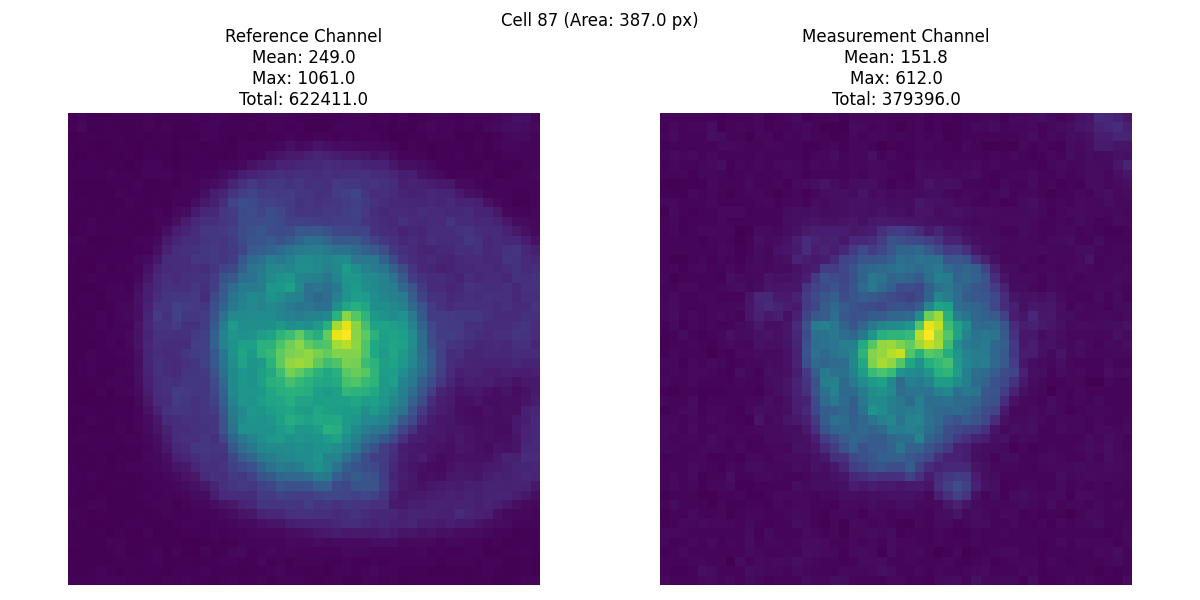 Cell 87 (Area: 387.0 px)
Reference Channel
Mean: 249.0
Max: 1061.0
Total: 622411.0
Measurement Channel
Mean: 151.8
Max: 612.0
Total: 379396.0